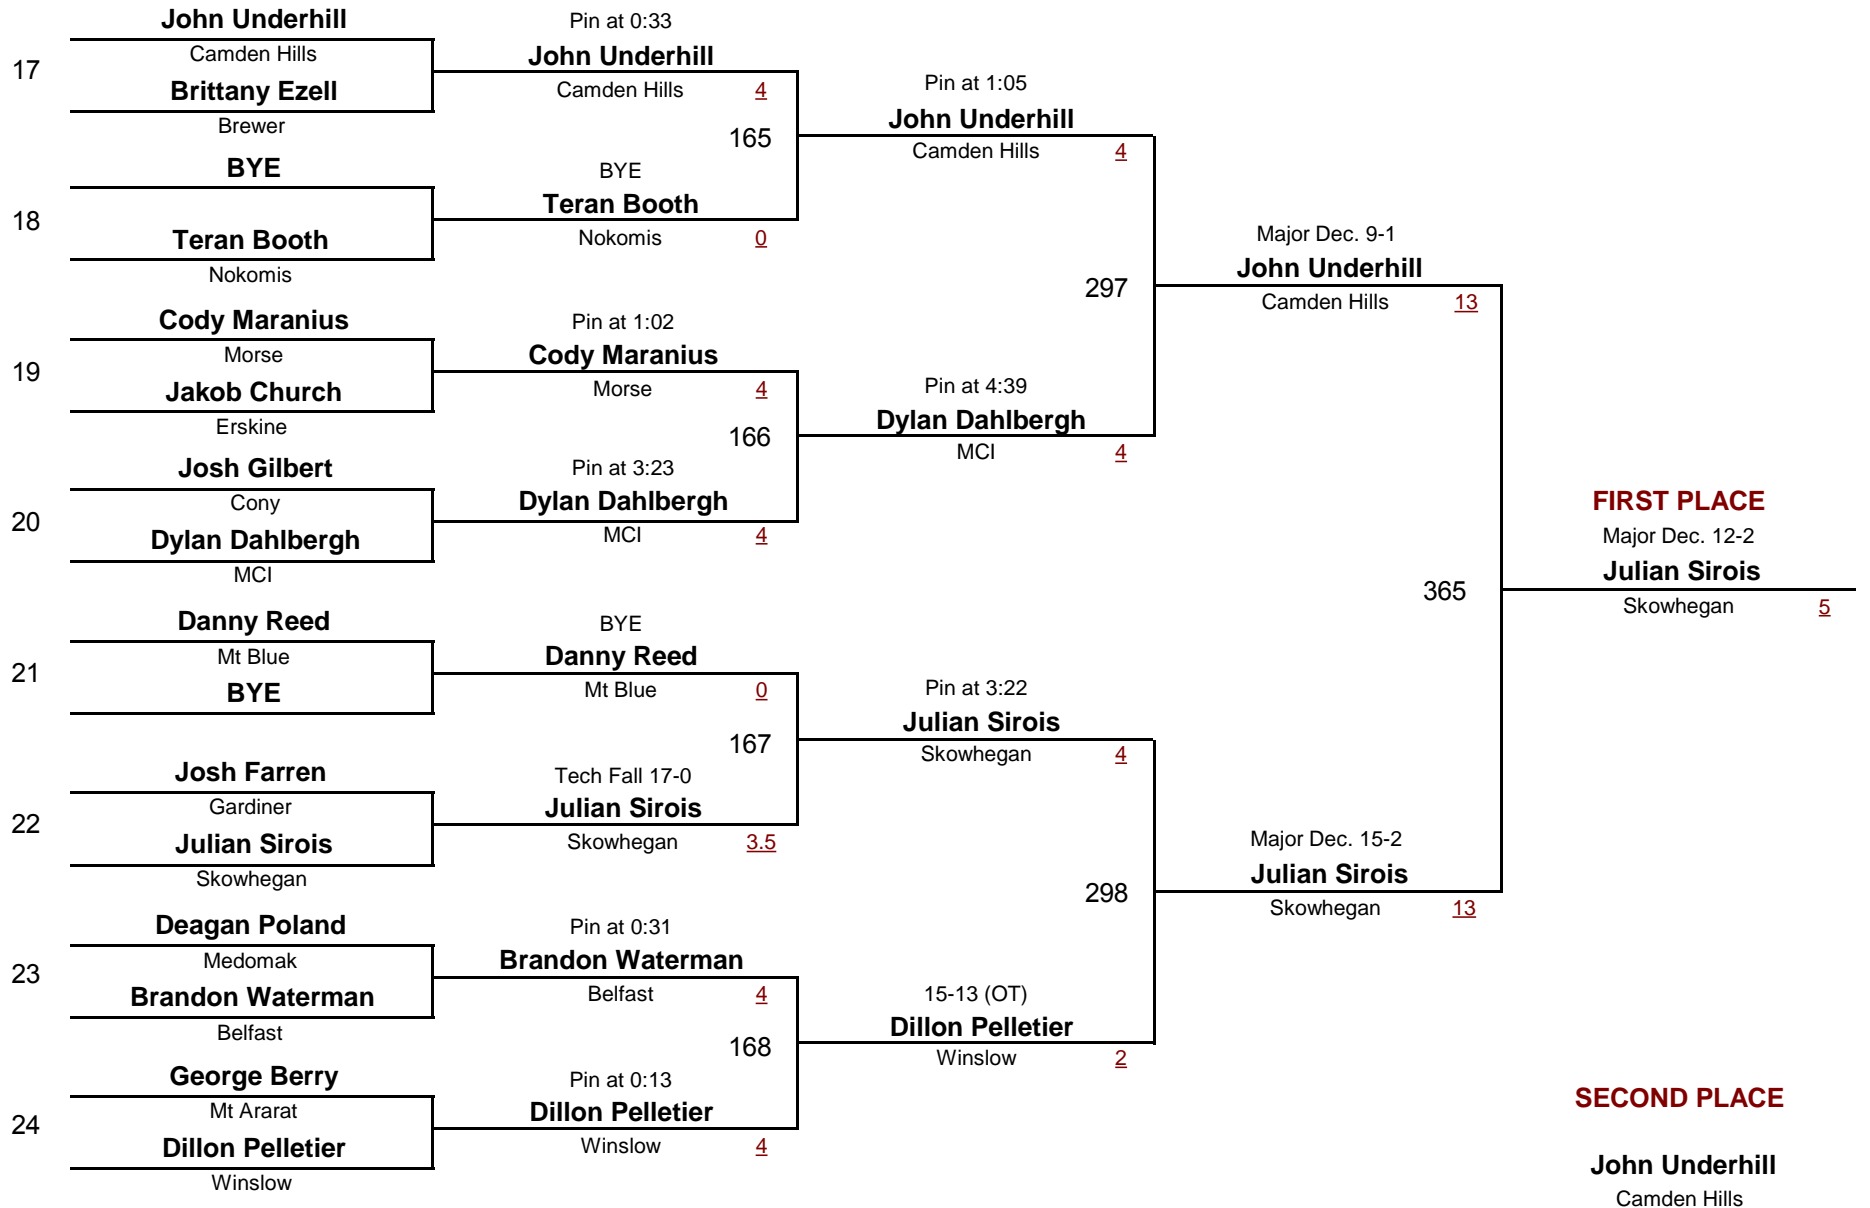 John Underhill
Camden Hills
17
Brittany Ezell
Brewer
BYE
18
Teran Booth
Nokomis
Cody Maranius
Morse
19
Jakob Church
Erskine
Josh Gilbert
Cony
20
Dylan Dahlbergh
MCI
Danny Reed
Mt Blue
21
BYE
Josh Farren
Gardiner
22
Julian Sirois
Skowhegan
Deagan Poland
Medomak
23
Brandon Waterman
Belfast
George Berry
Mt Ararat
24
Dillon Pelletier
Winslow
Pin at 0:33
John Underhill
Camden Hills 4
165
BYE
Teran Booth
Nokomis 0
Pin at 1:02
Cody Maranius
Morse 4
166
Pin at 3:23
Dylan Dahlbergh
MCI 4
BYE
Danny Reed
Mt Blue 0
167
Tech Fall 17-0
Julian Sirois
Skowhegan 3.5
Pin at 0:31
Brandon Waterman
Belfast 4
168
Pin at 0:13
Dillon Pelletier
Winslow 4
Pin at 1:05
John Underhill
Camden Hills 4
297
Pin at 4:39
Dylan Dahlbergh
MCI 4
Pin at 3:22
Julian Sirois
Skowhegan 4
298
15-13 (OT)
Dillon Pelletier
Winslow 2
Major Dec. 9-1
John Underhill
Camden Hills 13
365
Major Dec. 15-2
Julian Sirois
Skowhegan 13
FIRST PLACE
Major Dec. 12-2
Julian Sirois
Skowhegan 5
SECOND PLACE
John Underhill
Camden Hills